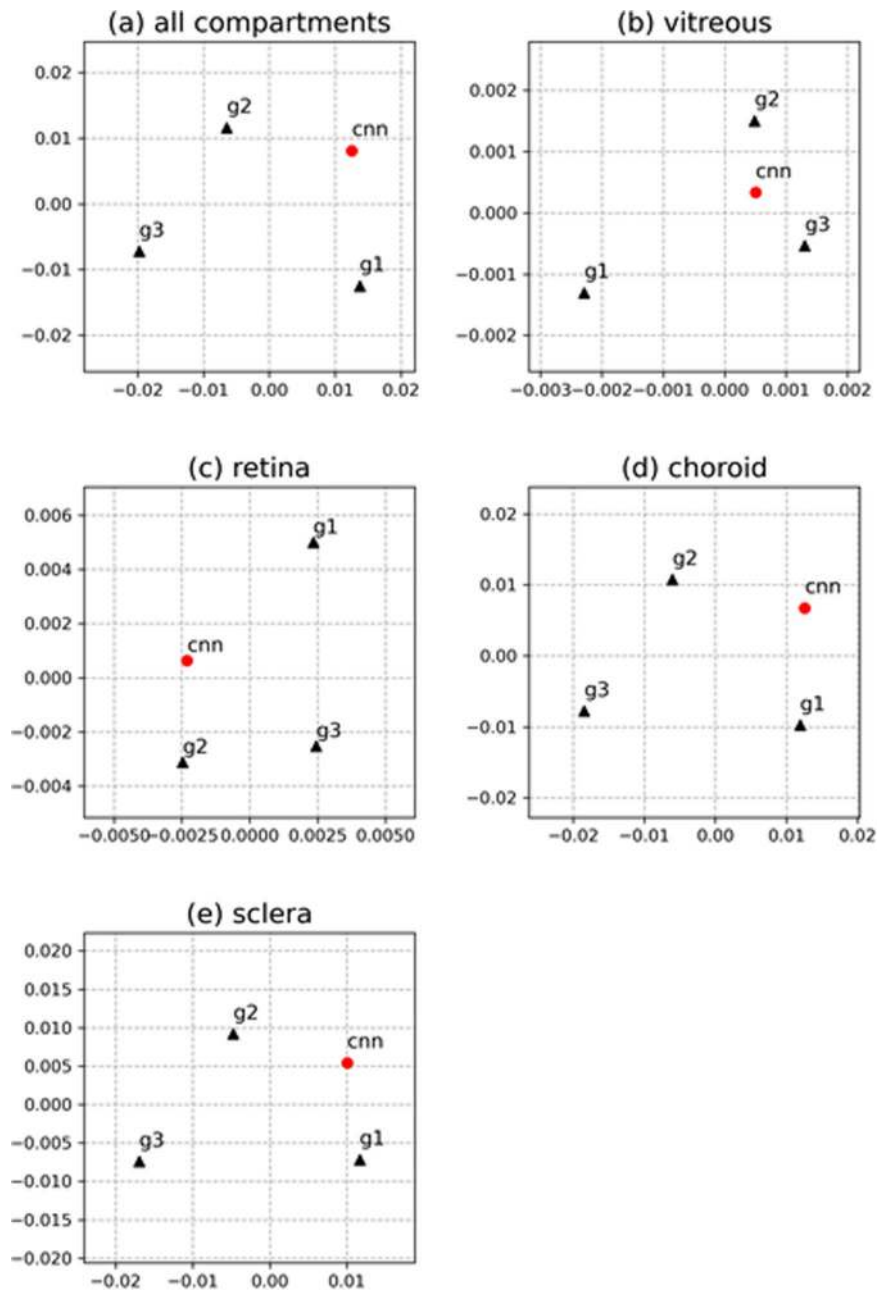 (a) all compartments
0.02
0.01
0.00
−0.01
−0.02
g2
cnn
g3
g1
−0.02 −0.01 0.00 0.01 0.02
(b) vitreous
0.002
0.001
0.000
−0.001
−0.002
g2
cnn
g3
g1
−0.003 −0.002 −0.001 0.000 0.001 0.002
(c) retina
0.006
0.004
0.002
0.000
−0.002
−0.004
g1
cnn
g2
g3
−0.0050 −0.0025 0.0000 0.0025 0.0050
(d) choroid
0.02
0.01
0.00
−0.01
−0.02
g2
cnn
g3
g1
−0.02 −0.01 0.00 0.01 0.02
(e) sclera
0.020
0.015
0.010
0.005
0.000
−0.005
−0.010
−0.015
−0.020
g2
cnn
g3
g1
−0.02 −0.01 0.00 0.01